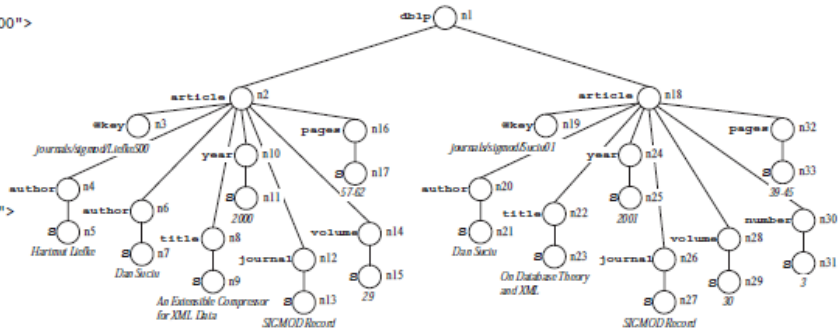 00">
dblp n1
article n2
article n18
@key n3
journals/sigmod/LiefkeS00
pages n16
S n17
57-62
year n10
S n11
2000
author n4
S n5
Hartmut Liefke
author n6
S n7
Dan Suciu
title n8
S n9
An Extensible Compressor
for XML Data
journal n12
S n13
SIGMOD Record
volume n14
S n15
29
@key n19
journals/sigmod/Suciu01
pages n32
S n33
39-45
year n24
S n25
2001
author n20
S n21
Dan Suciu
title n22
S n23
On Database Theory
and XML
journal n26
S n27
SIGMOD Record
volume n28
S n29
30
number n30
S n31
3
">